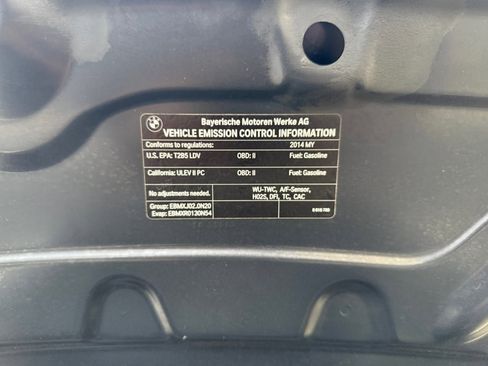 BMW
Bayerische Motoren Werke AG
VEHICLE EMISSION CONTROL INFORMATION
Conforms to regulations: 2014 MY
U.S. EPA: T2B5 LDV OBD: II Fuel: Gasoline
California: ULEV II PC OBD: II Fuel: Gasoline
No adjustments needed. WU-TWC, A/F-Sensor,
HO2S, DFI, TC, CAC
Group: EBMXJ02.0N20
Evap: EBMXR0130N54